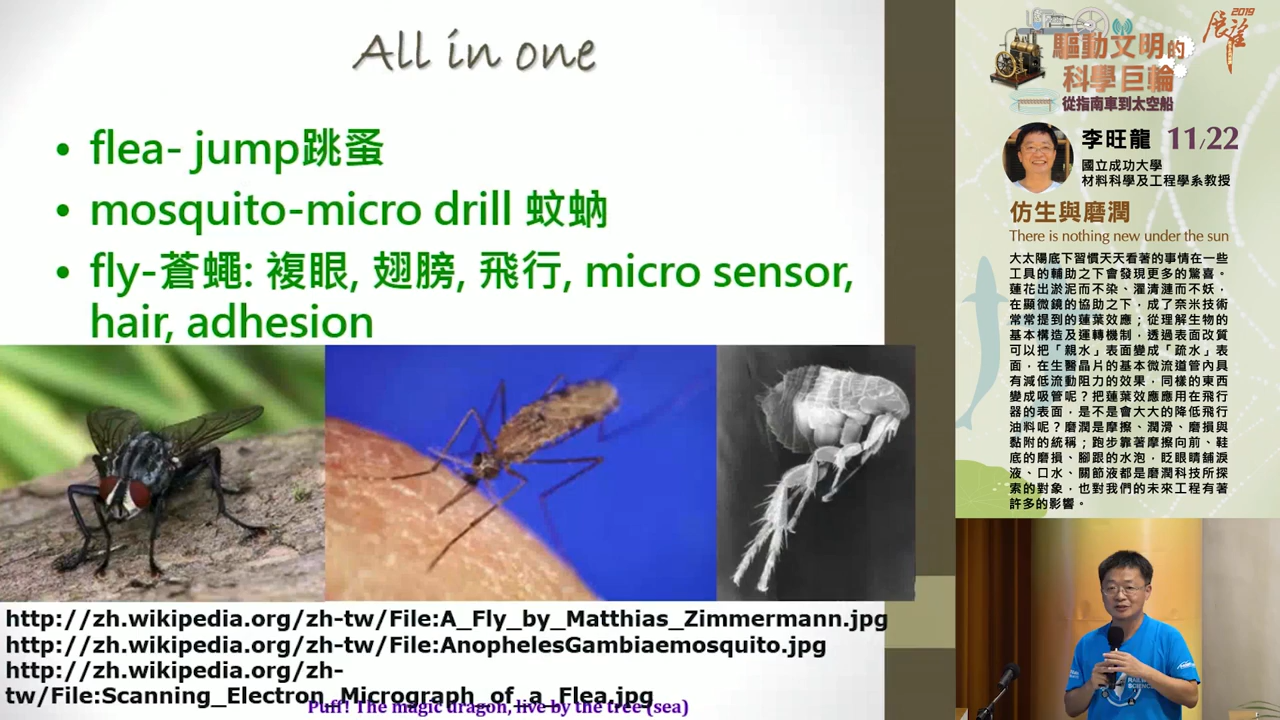 All in one
• flea- jump跳蚤
• mosquito-micro drill 蚊蚋
• fly-蒼蠅: 複眼, 翅膀, 飛行, micro sensor,
hair, adhesion
http://zh.wikipedia.org/zh-tw/File:A_Fly_by_Matthias_Zimmermann.jpg
http://zh.wikipedia.org/zh-tw/File:AnophelesGambiaemosquito.jpg
http://zh.wikipedia.org/zh-
tw/File:Scanning_Electron_Micrograph_of_a_Flea.jpg
Puff! The magic dragon, live by the tree (sea)
2019
展望
驅動文明的
科學巨輪
從指南車到太空船
李旺龍 11/22
國立成功大學
材料科學及工程學系教授
仿生與磨潤
There is nothing new under the sun
大太陽底下習慣天天看著的事情在一些
工具的輔助之下會發現更多的驚喜。
蓮花出淤泥而不染、濯清漣而不妖，
在顯微鏡的協助之下，成了奈米技術
常常提到的蓮葉效應；從理解生物的
基本構造及運轉機制，透過表面改質
可以把「親水」表面變成「疏水」表
面，在生醫晶片的基本微流道管內具
有減低流動阻力的效果，同樣的東西
變成吸管呢？把蓮葉效應應用在飛行
器的表面，是不是會大大的降低飛行
油料呢？磨潤是摩擦、潤滑、磨損與
黏附的統稱；跑步靠著摩擦向前、鞋
底的磨損、腳跟的水泡，眨眼睛舖淚
液、口水、關節液都是磨潤科技所探
索的對象，也對我們的未來工程有著
許多的影響。